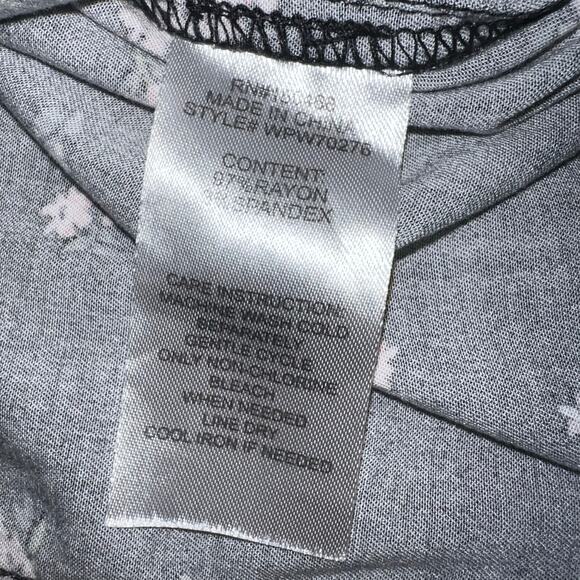 MADE IN CHINA
STYLE# WPW70276
CONTENT:
97% RAYON
3% SPANDEX
CARE INSTRUCTION:
MACHINE WASH COLD
SEPARATELY
GENTLE CYCLE
ONLY NON-CHLORINE
BLEACH
WHEN NEEDED
LINE DRY
COOL IRON IF NEEDED